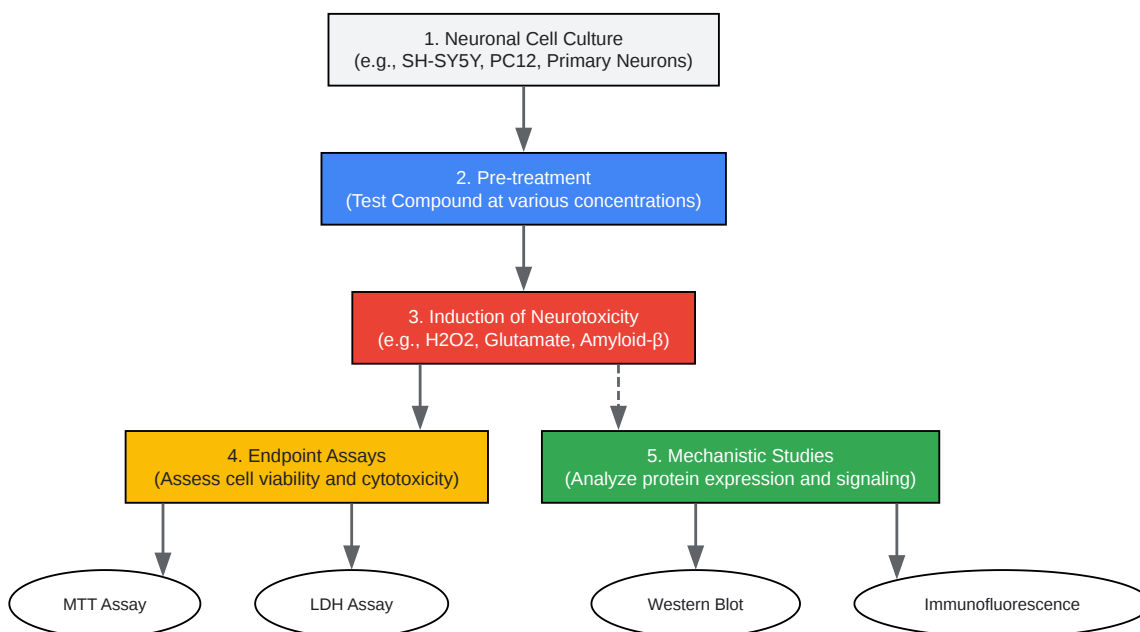 1. Neuronal Cell Culture
(e.g., SH-SY5Y, PC12, Primary Neurons)
2. Pre-treatment
(Test Compound at various concentrations)
3. Induction of Neurotoxicity
(e.g., H2O2, Glutamate, Amyloid-β)
4. Endpoint Assays
(Assess cell viability and cytotoxicity)
5. Mechanistic Studies
(Analyze protein expression and signaling)
MTT Assay
LDH Assay
Western Blot
Immunofluorescence